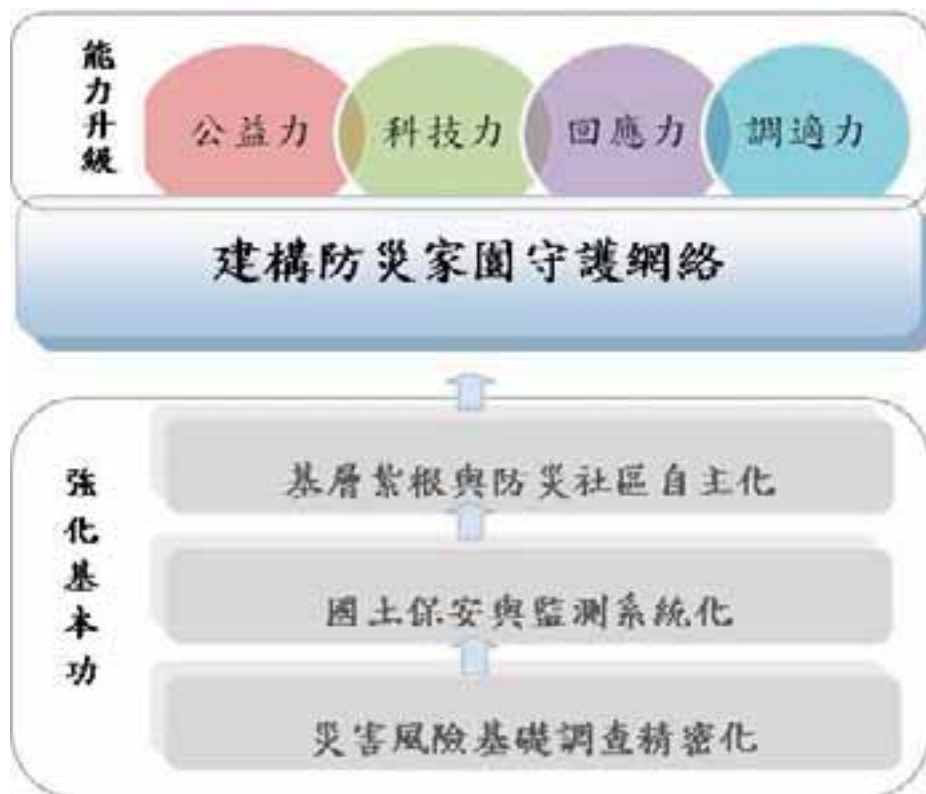 能力升級
公益力
科技力
回應力
調適力
建構防災家園守護網絡
強化基本功
基層紮根與防災社區自主化
國土保安與監測系統化
災害風險基礎調查精密化